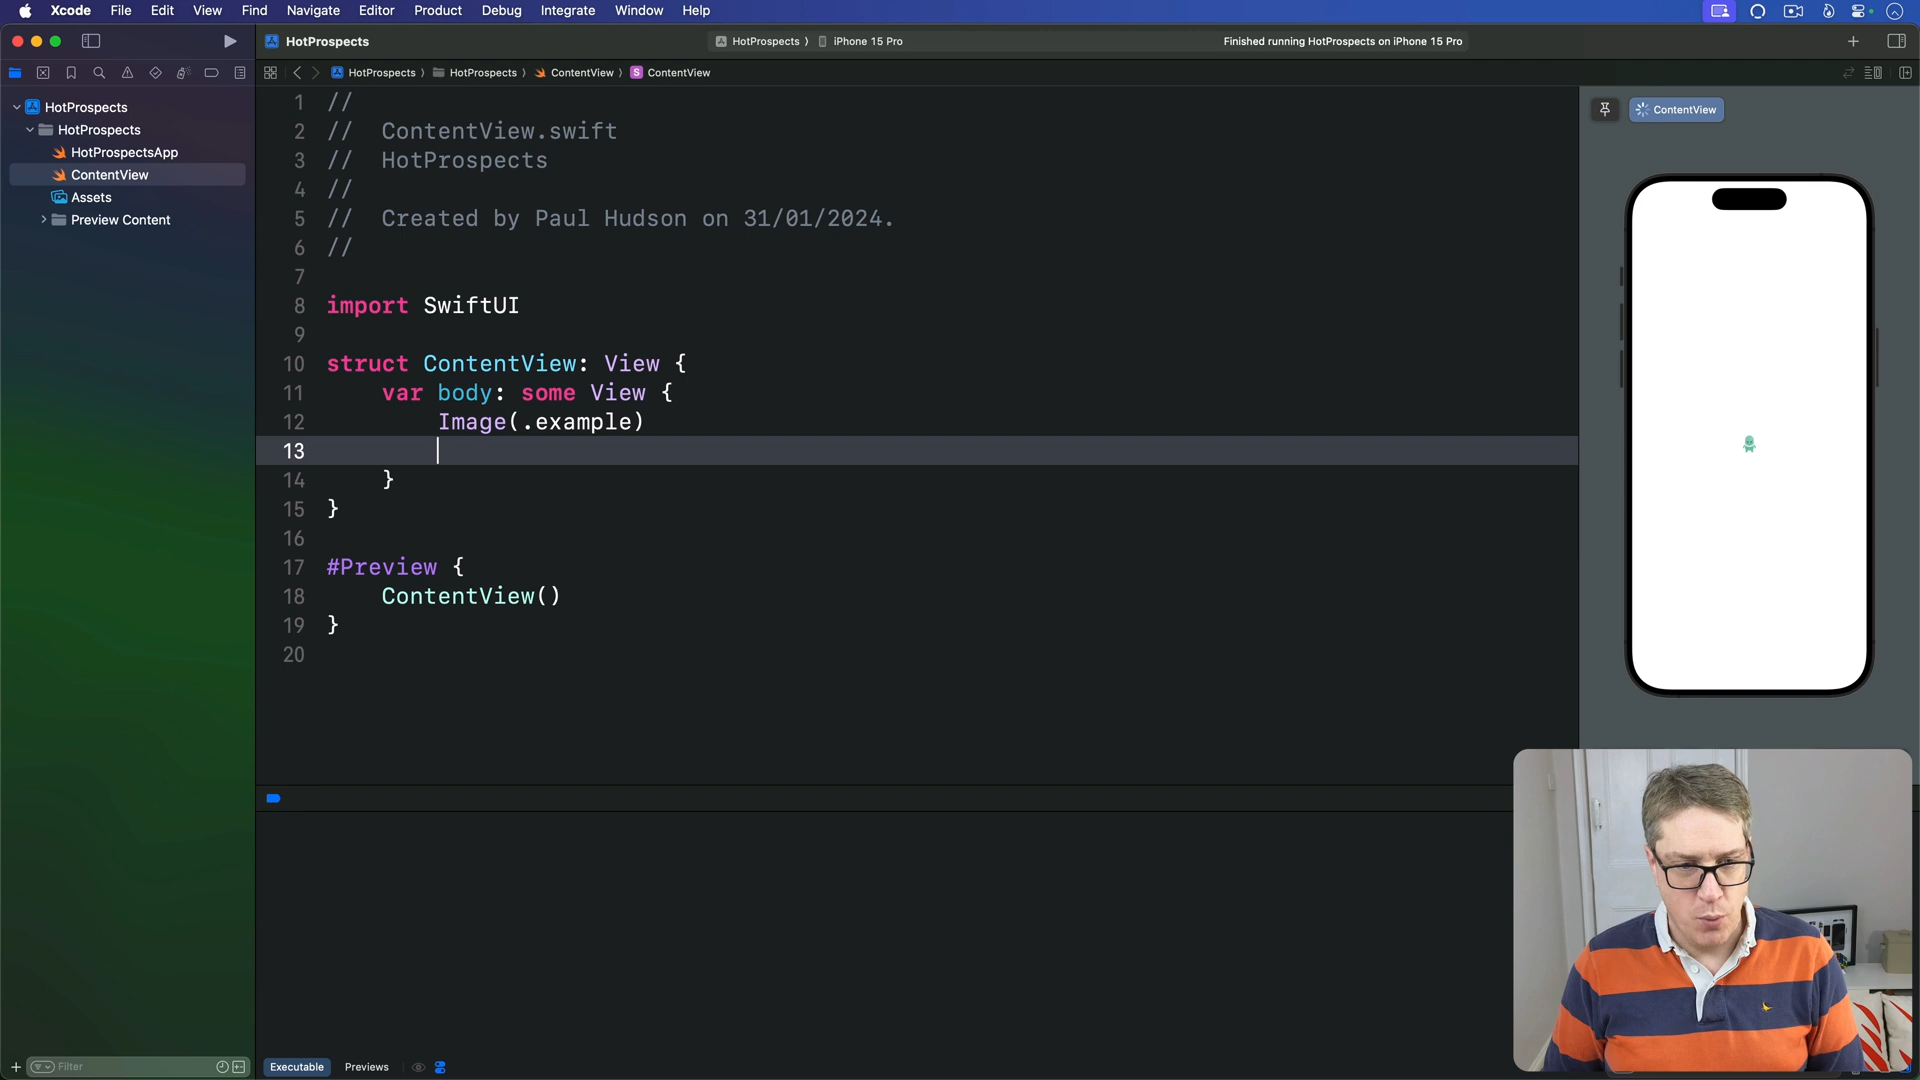 Xcode File Edit View Find Navigate Editor Product Debug Integrate Window Help
HotProspects
HotProspects 〉 iPhone 15 Pro
Finished running HotProspects on iPhone 15 Pro
HotProspects 〉 HotProspects 〉 ContentView 〉 S ContentView
HotProspects
HotProspects
HotProspectsApp
ContentView
Assets
Preview Content
1 //
2 //  ContentView.swift
3 //  HotProspects
4 //
5 //  Created by Paul Hudson on 31/01/2024.
6 //
7
8 import SwiftUI
9
10 struct ContentView: View {
11     var body: some View {
12         Image(.example)
13
14     }
15 }
16
17 #Preview {
18     ContentView()
19 }
20
ContentView
Filter
Executable Previews